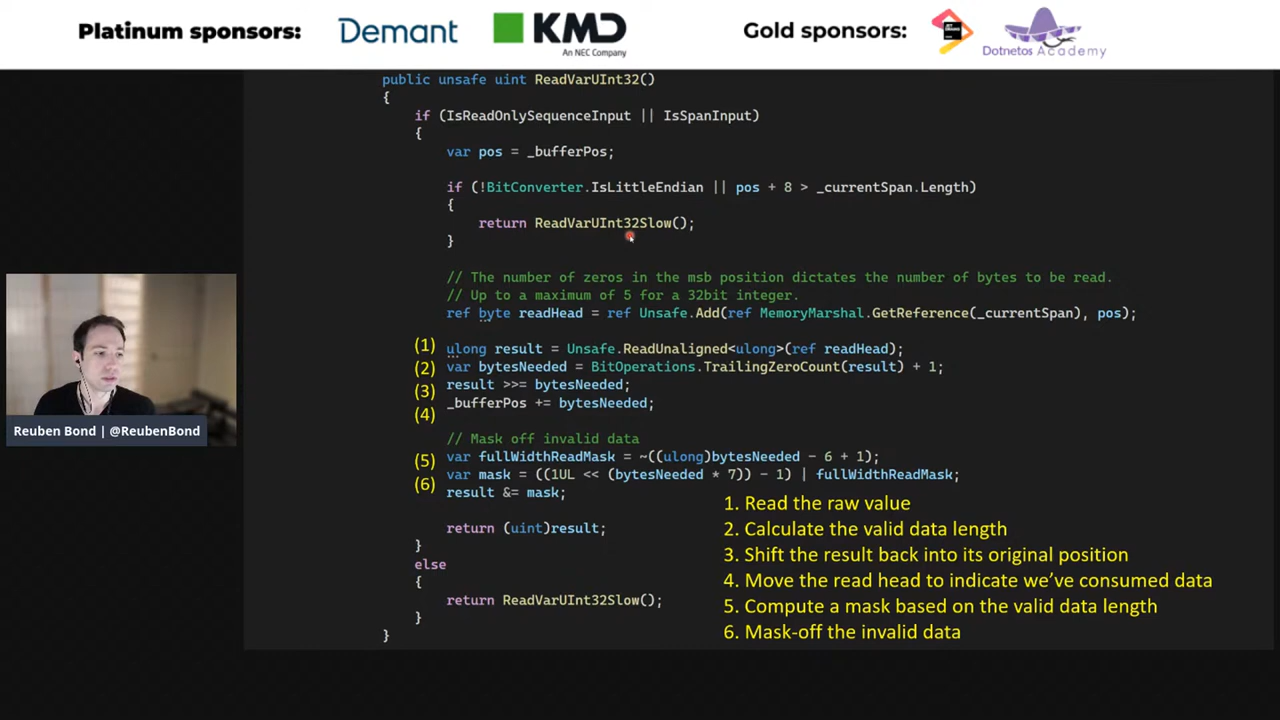 Platinum sponsors:
Demant
KMD
An NEC Company
Gold sponsors:
Dotnetos Academy
public unsafe uint ReadVarUInt32()
{
if (IsReadOnlySequenceInput || IsSpanInput)
{
var pos = _bufferPos;
if (!BitConverter.IsLittleEndian || pos + 8 > _currentSpan.Length)
{
return ReadVarUInt32Slow();
}
// The number of zeros in the msb position dictates the number of bytes to be read.
// Up to a maximum of 5 for a 32bit integer.
ref byte readHead = ref Unsafe.Add(ref MemoryMarshal.GetReference(_currentSpan), pos);
(1) ulong result = Unsafe.ReadUnaligned<ulong>(ref readHead);
(2) var bytesNeeded = BitOperations.TrailingZeroCount(result) + 1;
(3) result >>= bytesNeeded;
(4) _bufferPos += bytesNeeded;
// Mask off invalid data
(5) var fullWidthReadMask = ~((ulong)bytesNeeded - 6 + 1);
(6) var mask = ((1UL << (bytesNeeded * 7)) - 1) | fullWidthReadMask;
result &= mask;
return (uint)result;
}
else
{
return ReadVarUInt32Slow();
}
}
1. Read the raw value
2. Calculate the valid data length
3. Shift the result back into its original position
4. Move the read head to indicate we've consumed data
5. Compute a mask based on the valid data length
6. Mask-off the invalid data
Reuben Bond | @ReubenBond